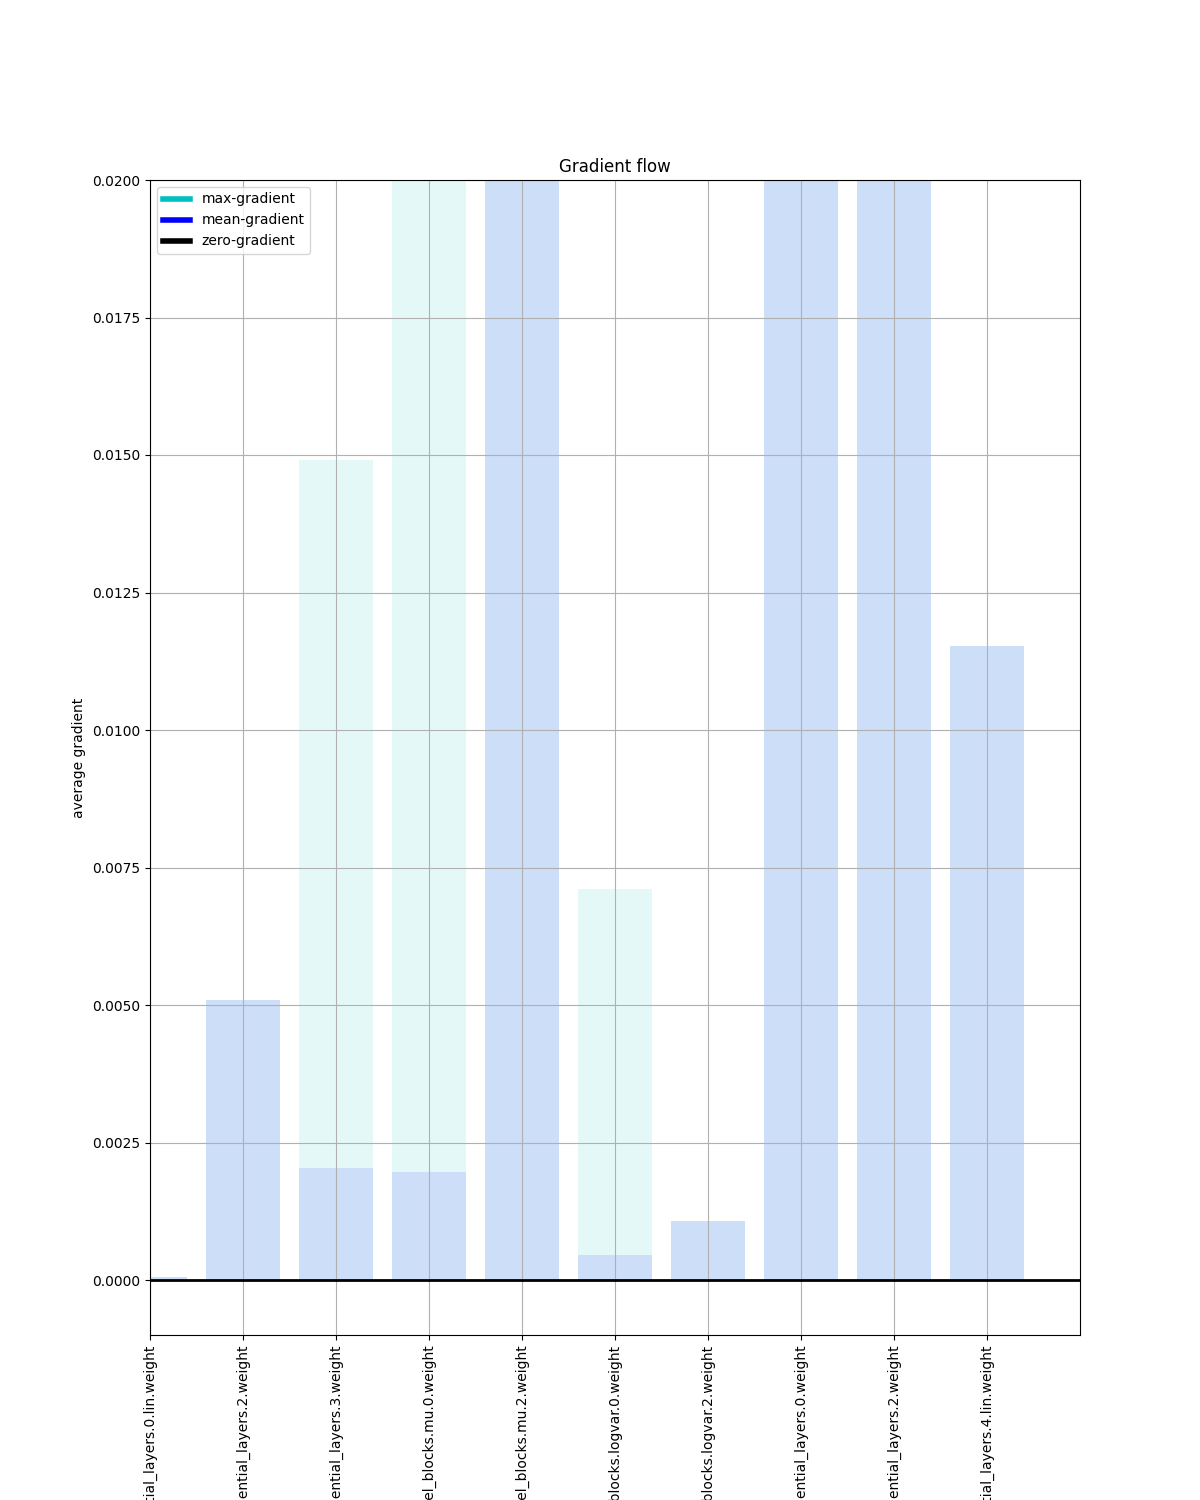 Gradient flow
max-gradient
mean-gradient
zero-gradient
0.0200
0.0175
0.0150
0.0125
0.0100
0.0075
0.0050
0.0025
0.0000
average gradient
tial_layers.0.lin.weight
ential_layers.2.weight
ential_layers.3.weight
el_blocks.mu.0.weight
el_blocks.mu.2.weight
blocks.logvar.0.weight
blocks.logvar.2.weight
ential_layers.0.weight
ential_layers.2.weight
tial_layers.4.lin.weight